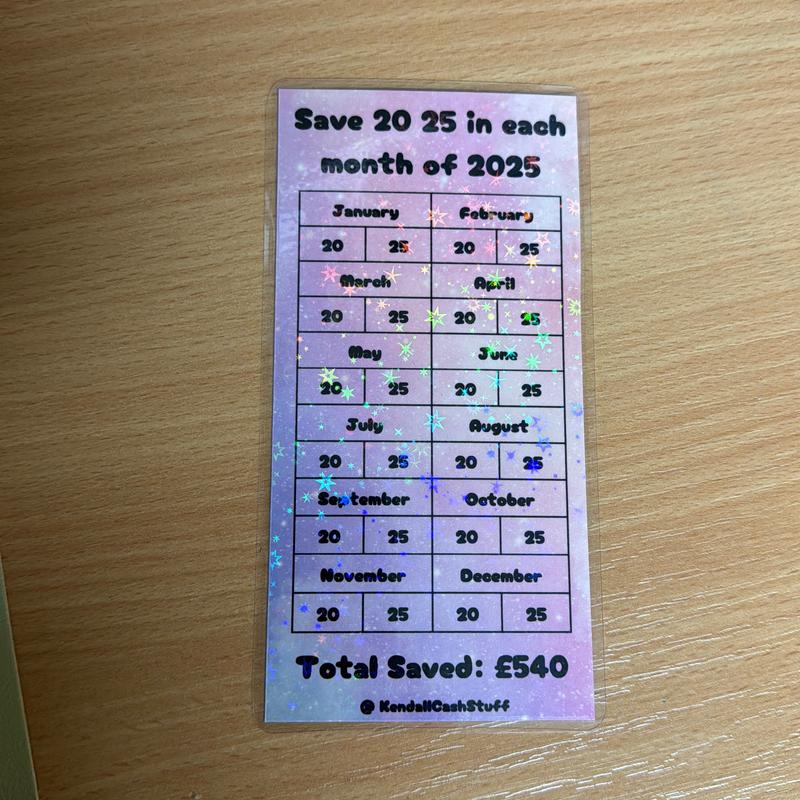 Save 20 25 in each
month of 2025
January February
20 25 20 25
March April
20 25 20 25
May June
20 25 20 25
July August
20 25 20 25
September October
20 25 20 25
November December
20 25 20 25
Total Saved: £540
@ KendallCashStuff